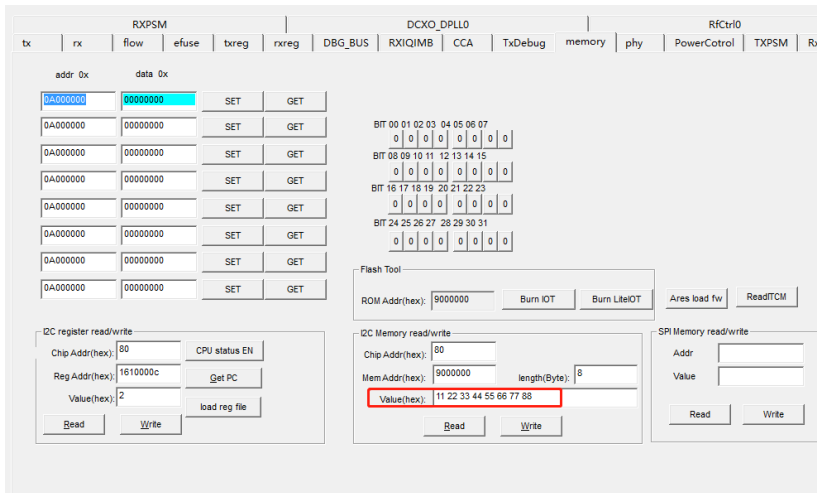 RXPSM DCXO_DPLL0 RfCtrl0
tx rx flow efuse txreg rxreg DBG_BUS RXIQIMB CCA TxDebug memory phy PowerCotrol TXPSM
addr 0x data 0x
0A000000 00000000 SET GET
0A000000 00000000 SET GET
0A000000 00000000 SET GET
0A000000 00000000 SET GET
0A000000 00000000 SET GET
0A000000 00000000 SET GET
0A000000 00000000 SET GET
0A000000 00000000 SET GET
BIT 00 01 02 03 04 05 06 07
0 0 0 0 0 0 0 0
BIT 08 09 10 11 12 13 14 15
0 0 0 0 0 0 0 0
BIT 16 17 18 19 20 21 22 23
0 0 0 0 0 0 0 0
BIT 24 25 26 27 28 29 30 31
0 0 0 0 0 0 0 0
Flash Tool
ROM Addr(hex): 9000000 Burn IOT Burn LiteIOT Ares load fw ReadITCM
I2C register read/write
Chip Addr(hex): 80 CPU status EN
Reg Addr(hex): 1610000c Get PC
Value(hex): 2 load reg file
Read Write
I2C Memory read/write
Chip Addr(hex): 80
Mem Addr(hex): 9000000 length(Byte): 8
Value(hex): 11 22 33 44 55 66 77 88
Read Write
SPI Memory read/write
Addr
Value
Read Write